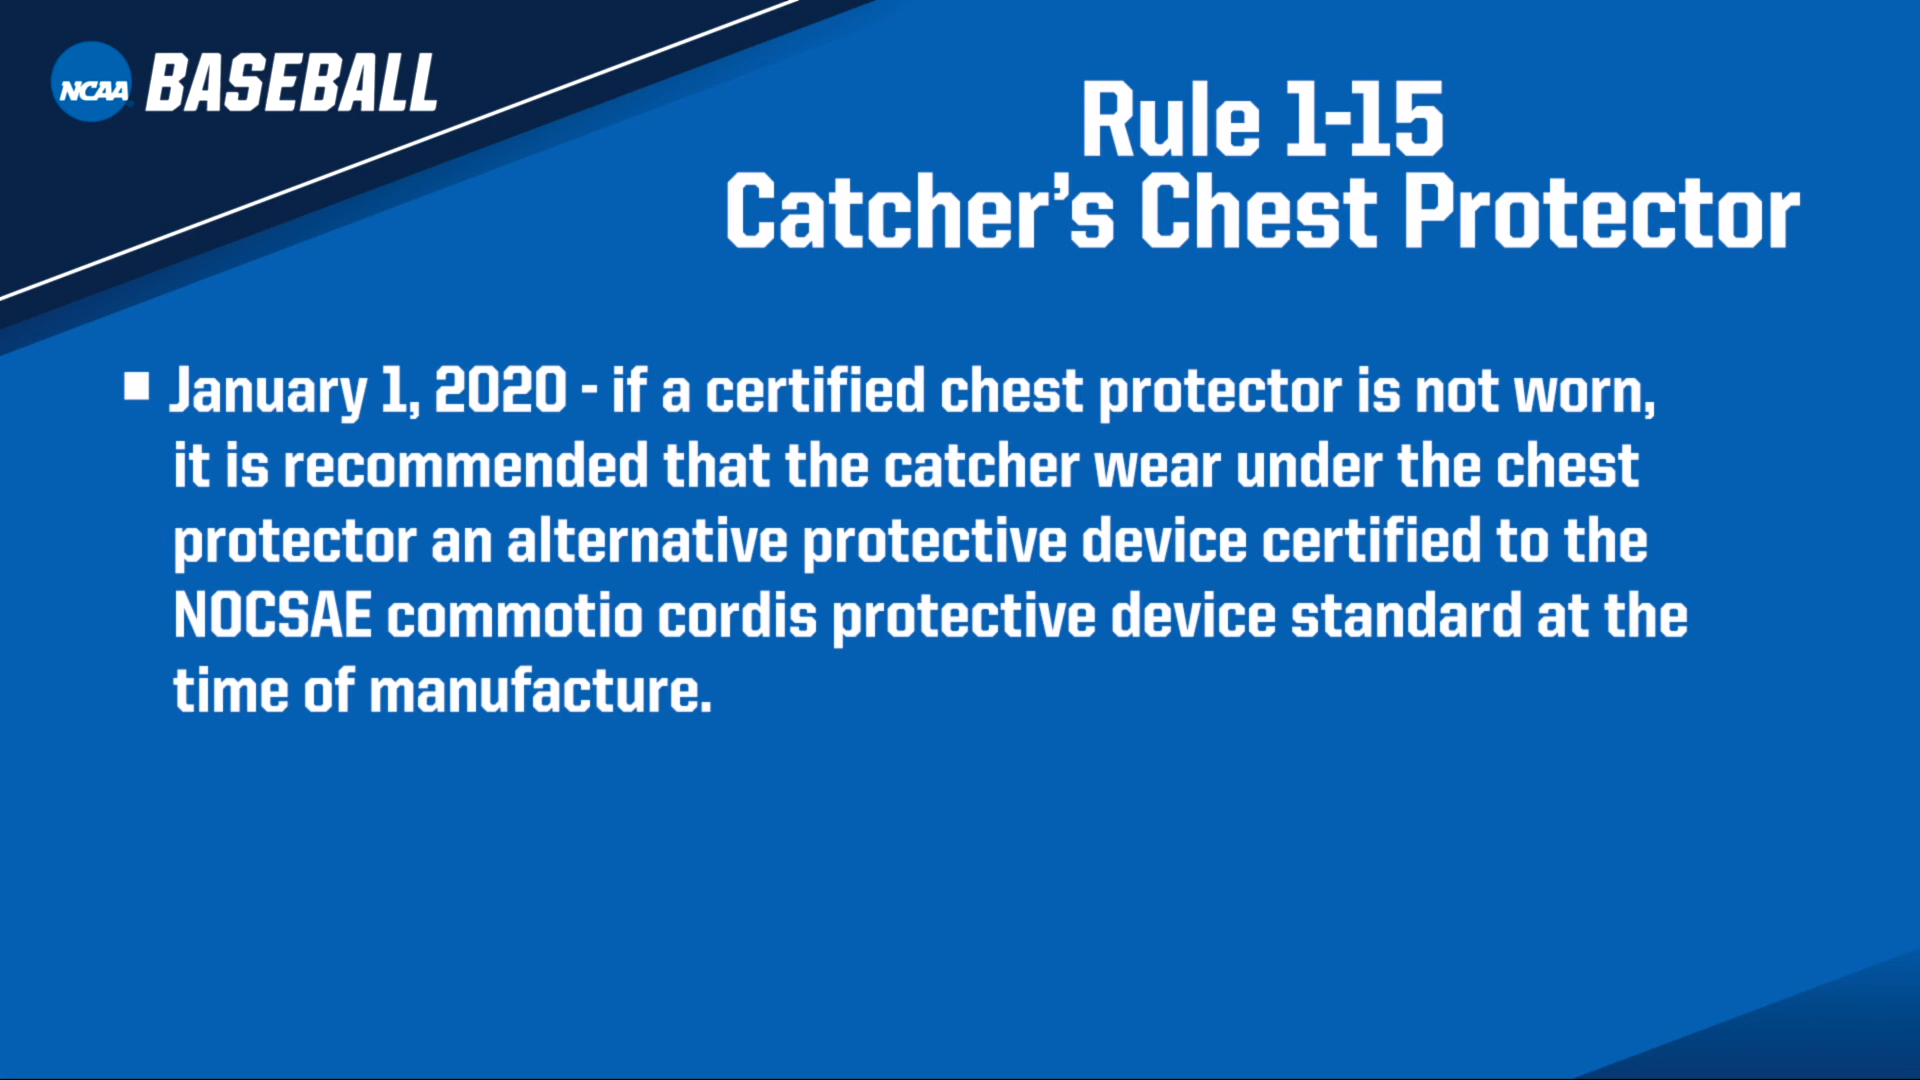 NCAA BASEBALL
Rule 1-15
Catcher’s Chest Protector
■ January 1, 2020 - if a certified chest protector is not worn,
it is recommended that the catcher wear under the chest
protector an alternative protective device certified to the
NOCSAE commotio cordis protective device standard at the
time of manufacture.